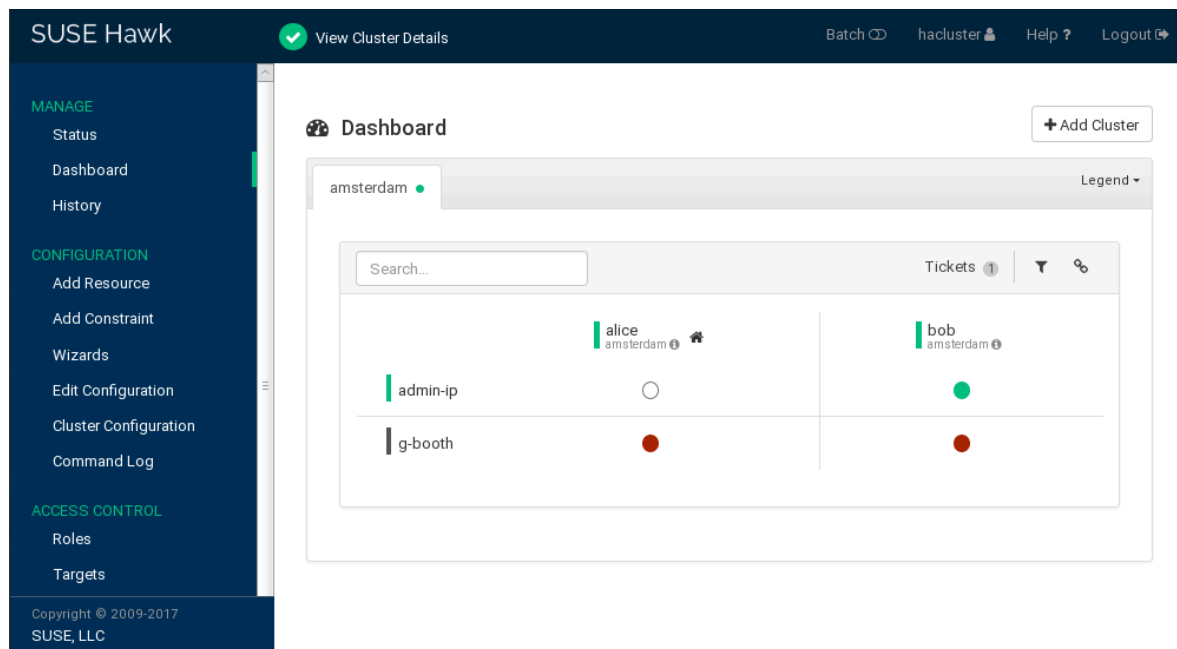 SUSE Hawk
View Cluster Details
Batch
hacluster
Help ?
Logout
MANAGE
Status
Dashboard
History
CONFIGURATION
Add Resource
Add Constraint
Wizards
Edit Configuration
Cluster Configuration
Command Log
ACCESS CONTROL
Roles
Targets
Copyright © 2009-2017
SUSE, LLC
Dashboard
+ Add Cluster
amsterdam
Legend
Search...
Tickets 1
alice
amsterdam
bob
amsterdam
admin-ip
g-booth